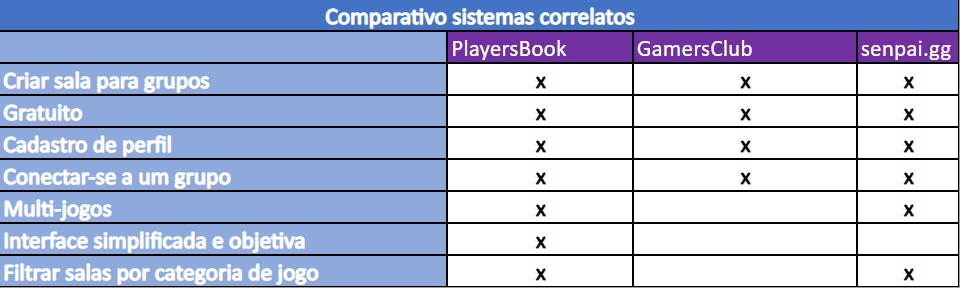 Comparativo sistemas correlatos
PlayersBook GamersClub senpai.gg
Criar sala para grupos x x x
Gratuito x x x
Cadastro de perfil x x x
Conectar-se a um grupo x x x
Multi-jogos x x
Interface simplificada e objetiva x
Filtrar salas por categoria de jogo x x